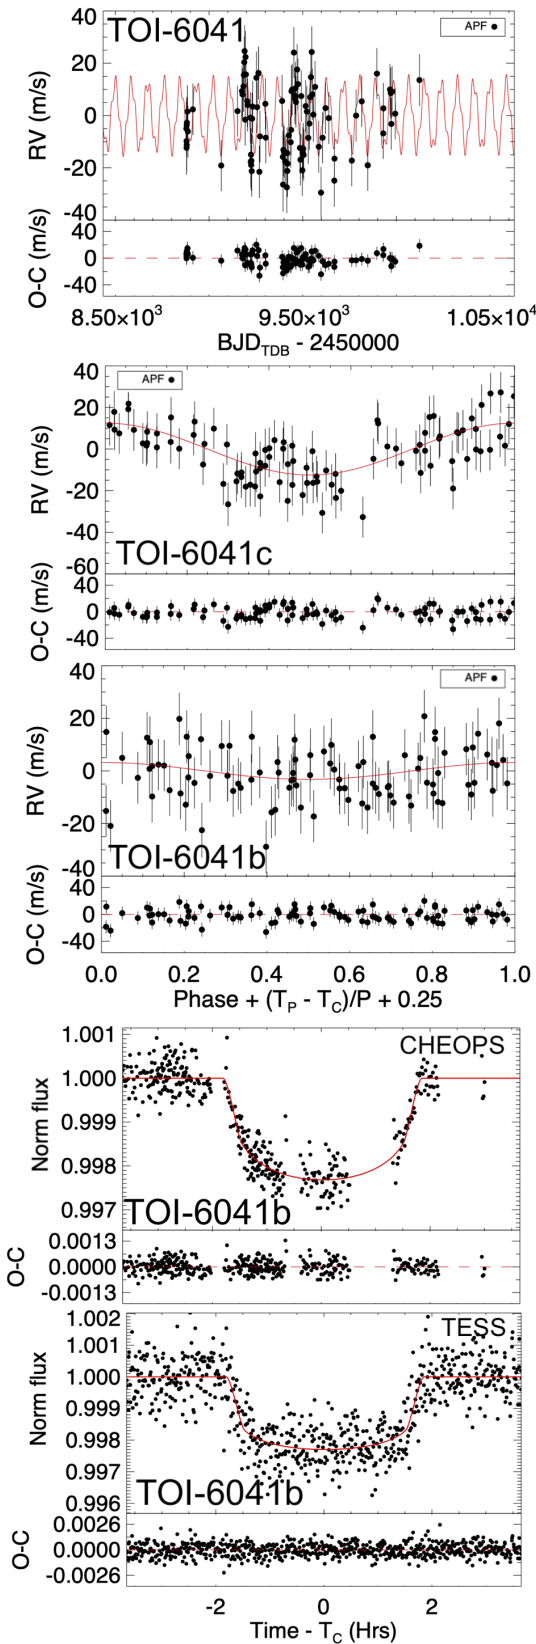 TOI-6041
APF
40
20
0
-20
-40
RV (m/s)
40
0
-40
O-C (m/s)
8.50×10³ 9.50×10³ 1.05×10⁴
BJD_TDB - 2450000
APF
40
20
0
-20
-40
-60
RV (m/s)
TOI-6041c
40
0
-40
O-C (m/s)
APF
40
20
0
-20
-40
RV (m/s)
TOI-6041b
40
0
-40
O-C (m/s)
0.0 0.2 0.4 0.6 0.8 1.0
Phase + (T_P - T_C)/P + 0.25
CHEOPS
1.001
1.000
0.999
0.998
0.997
Norm flux
TOI-6041b
0.0013
0.0000
-0.0013
O-C
TESS
1.002
1.001
1.000
0.999
0.998
0.997
0.996
Norm flux
TOI-6041b
0.0026
0.0000
-0.0026
O-C
-2 0 2
Time - T_C (Hrs)